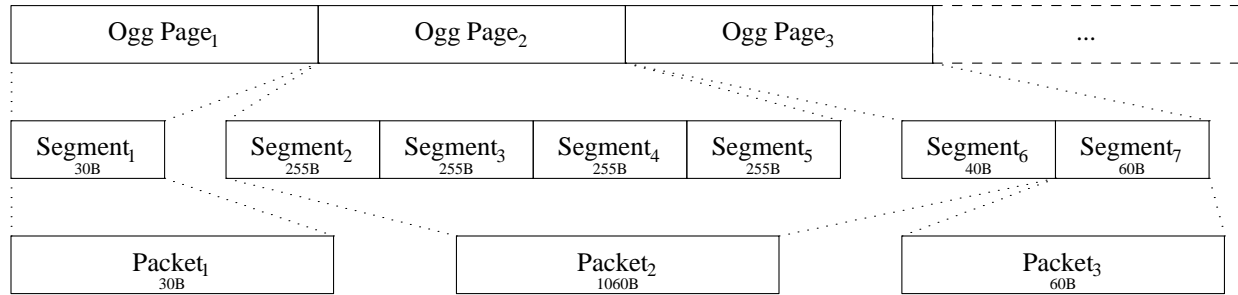 Ogg Page₁ Ogg Page₂ Ogg Page₃ ...
Segment₁ Segment₂ Segment₃ Segment₄ Segment₅ Segment₆ Segment₇
30B 255B 255B 255B 255B 40B 60B
Packet₁ Packet₂ Packet₃
30B 1060B 60B